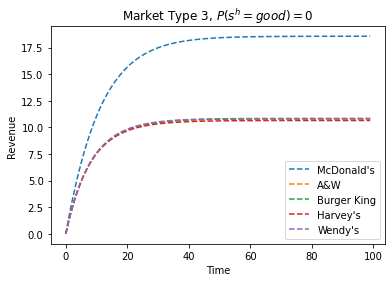 Market Type 3, P(s^h = good) = 0
17.5
15.0
12.5
10.0
7.5
5.0
2.5
0.0
Revenue
McDonald's
A&W
Burger King
Harvey's
Wendy's
0
20
40
60
80
100
Time